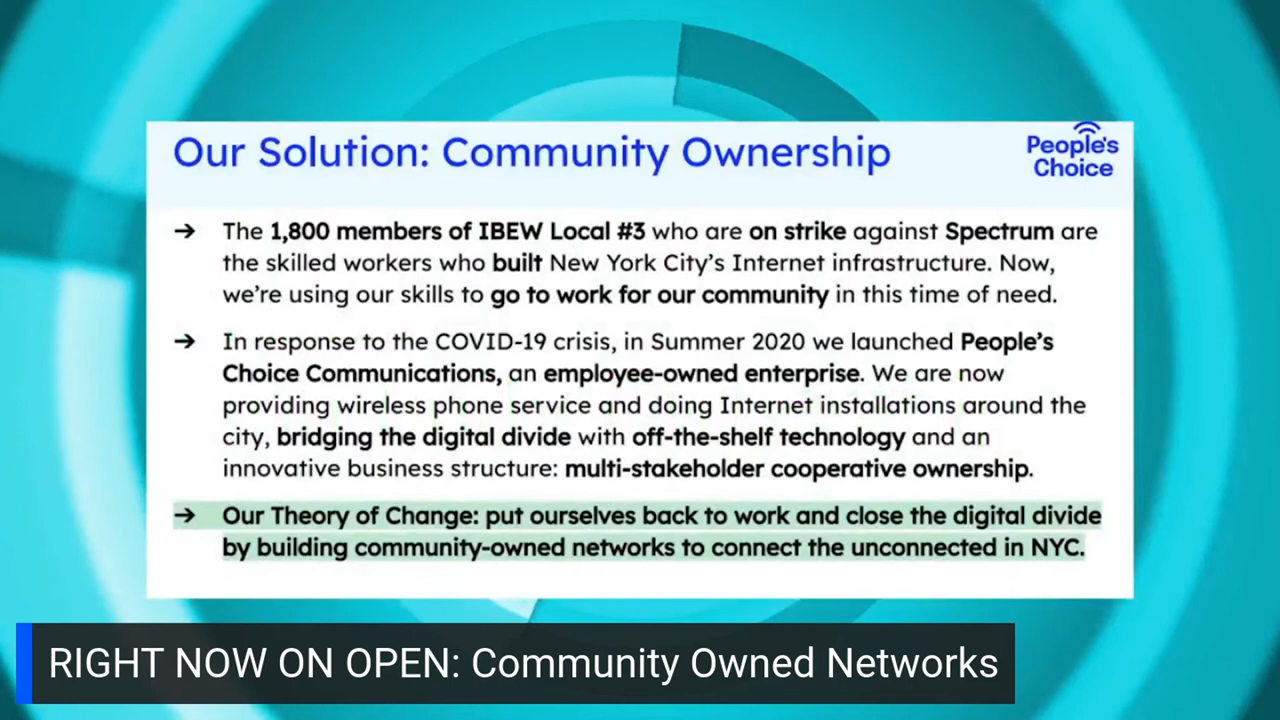 Our Solution: Community Ownership
People's
Choice
→ The 1,800 members of IBEW Local #3 who are on strike against Spectrum are
the skilled workers who built New York City's Internet infrastructure. Now,
we're using our skills to go to work for our community in this time of need.
→ In response to the COVID-19 crisis, in Summer 2020 we launched People's
Choice Communications, an employee-owned enterprise. We are now
providing wireless phone service and doing Internet installations around the
city, bridging the digital divide with off-the-shelf technology and an
innovative business structure: multi-stakeholder cooperative ownership.
→ Our Theory of Change: put ourselves back to work and close the digital divide
by building community-owned networks to connect the unconnected in NYC.
RIGHT NOW ON OPEN: Community Owned Networks